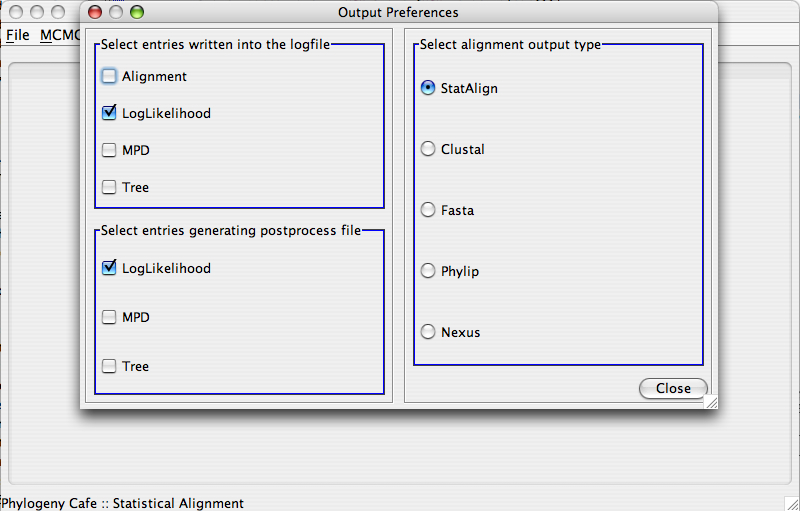 Output Preferences
File MCMC
Select entries written into the logfile
Alignment
LogLikelihood
MPD
Tree
Select entries generating postprocess file
LogLikelihood
MPD
Tree
Select alignment output type
StatAlign
Clustal
Fasta
Phylip
Nexus
Close
Phylogeny Cafe :: Statistical Alignment